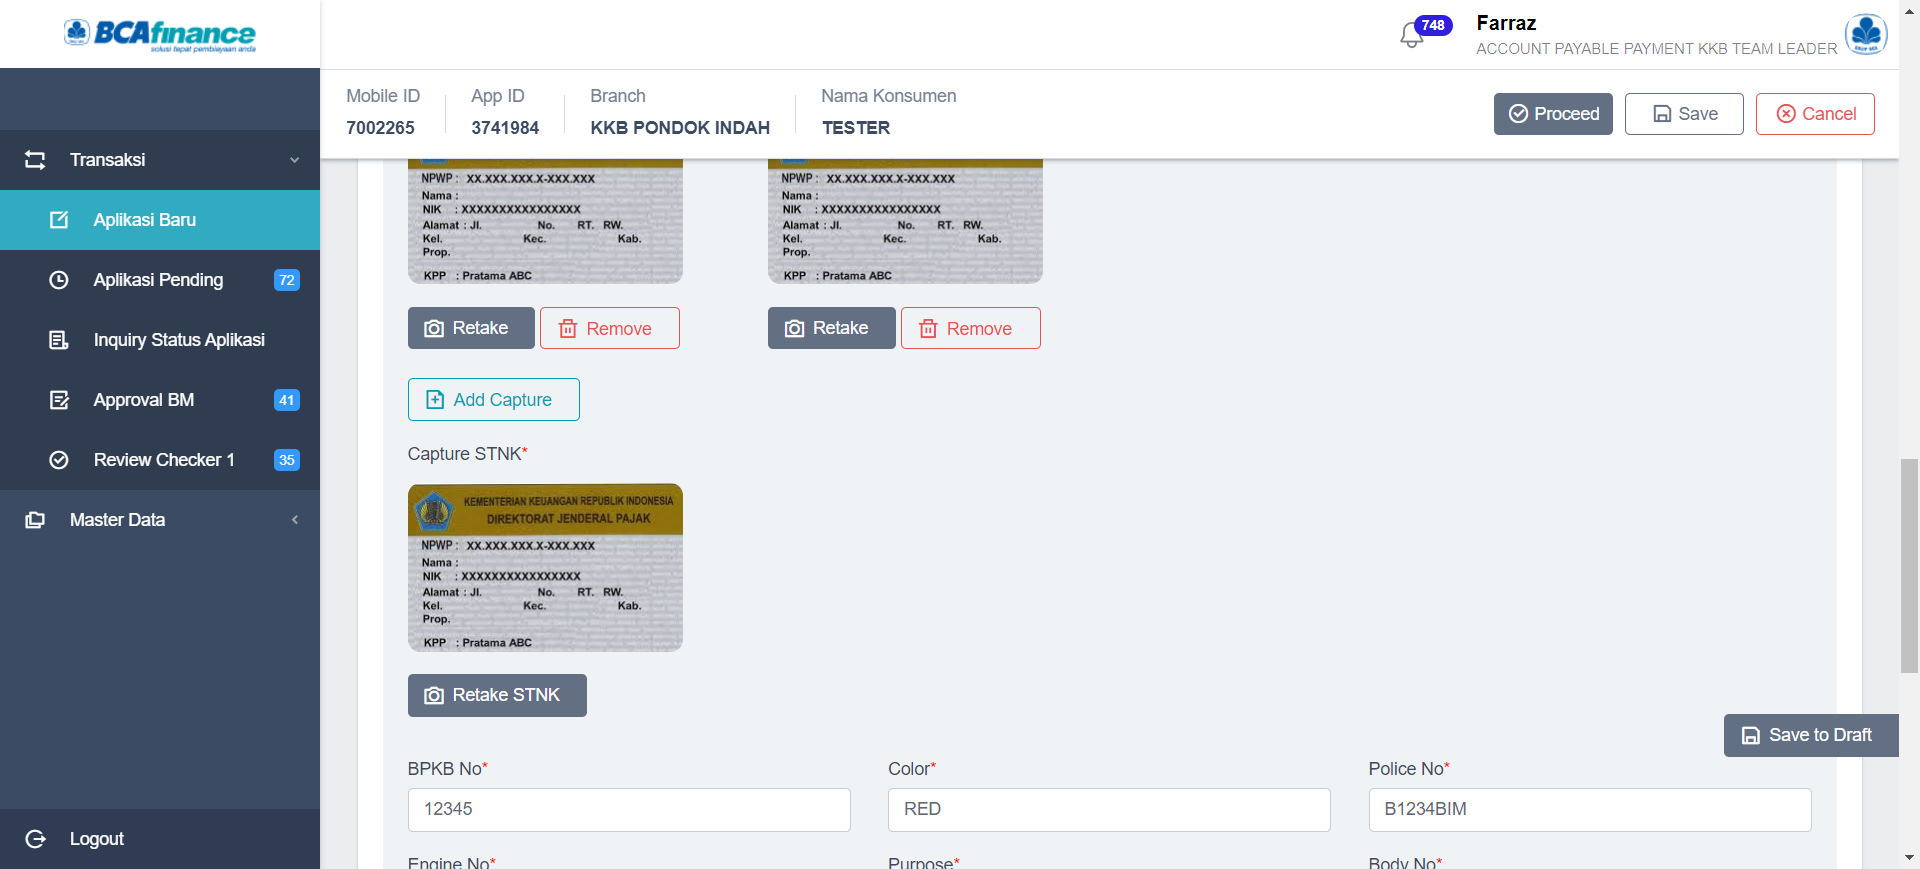 BCAfinance
solusi tepat pembiayaan anda
748
Farraz
ACCOUNT PAYABLE PAYMENT KKB TEAM LEADER
Mobile ID
7002265
App ID
3741984
Branch
KKB PONDOK INDAH
Nama Konsumen
TESTER
Proceed
Save
Cancel
Transaksi
Aplikasi Baru
Aplikasi Pending 72
Inquiry Status Aplikasi
Approval BM 41
Review Checker 1 35
Master Data
Logout
NPWP : XX.XXX.XXX.X-XXX.XXX
Nama :
NIK : XXXXXXXXXXXXXXXX
Alamat : Jl. No. RT. RW.
Kel. Kec. Kab.
Prop.
KPP : Pratama ABC
NPWP : XX.XXX.XXX.X-XXX.XXX
Nama :
NIK : XXXXXXXXXXXXXXXX
Alamat : Jl. No. RT. RW.
Kel. Kec. Kab.
Prop.
KPP : Pratama ABC
Retake
Remove
Retake
Remove
Add Capture
Capture STNK*
KEMENTERIAN KEUANGAN REPUBLIK INDONESIA
DIREKTORAT JENDERAL PAJAK
NPWP : XX.XXX.XXX.X-XXX.XXX
Nama :
NIK : XXXXXXXXXXXXXXXX
Alamat : Jl. No. RT. RW.
Kel. Kec. Kab.
Prop.
KPP : Pratama ABC
Retake STNK
Save to Draft
BPKB No*
12345
Color*
RED
Police No*
B1234BIM
Engine No*
Purpose*
Body No*